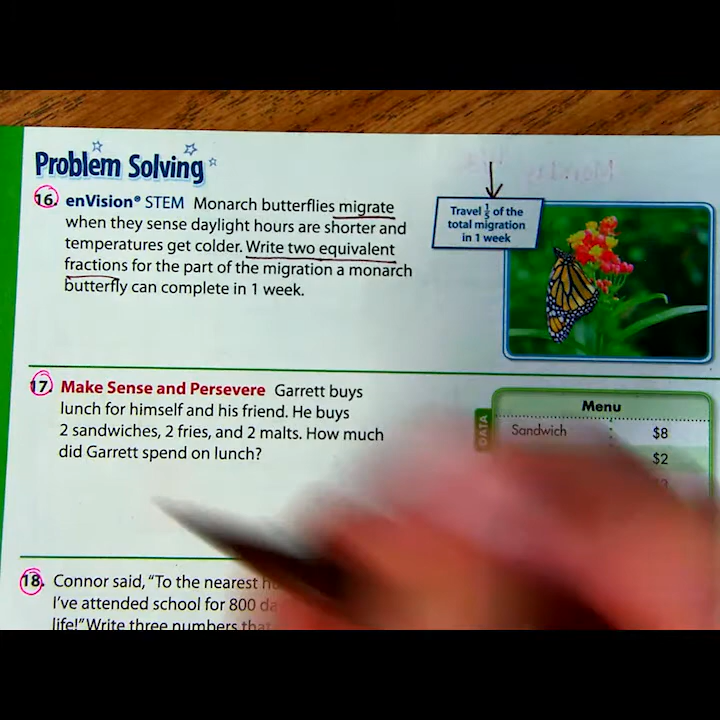 Problem Solving
16. enVision® STEM Monarch butterflies migrate
when they sense daylight hours are shorter and
temperatures get colder. Write two equivalent
fractions for the part of the migration a monarch
butterfly can complete in 1 week.
Travel 1/5 of the
total migration
in 1 week
17. Make Sense and Persevere Garrett buys
lunch for himself and his friend. He buys
2 sandwiches, 2 fries, and 2 malts. How much
did Garrett spend on lunch?
DATA
Menu
Sandwich $8
$2
18. Connor said, "To the nearest
I've attended school for 800
life!" Write three numbers that